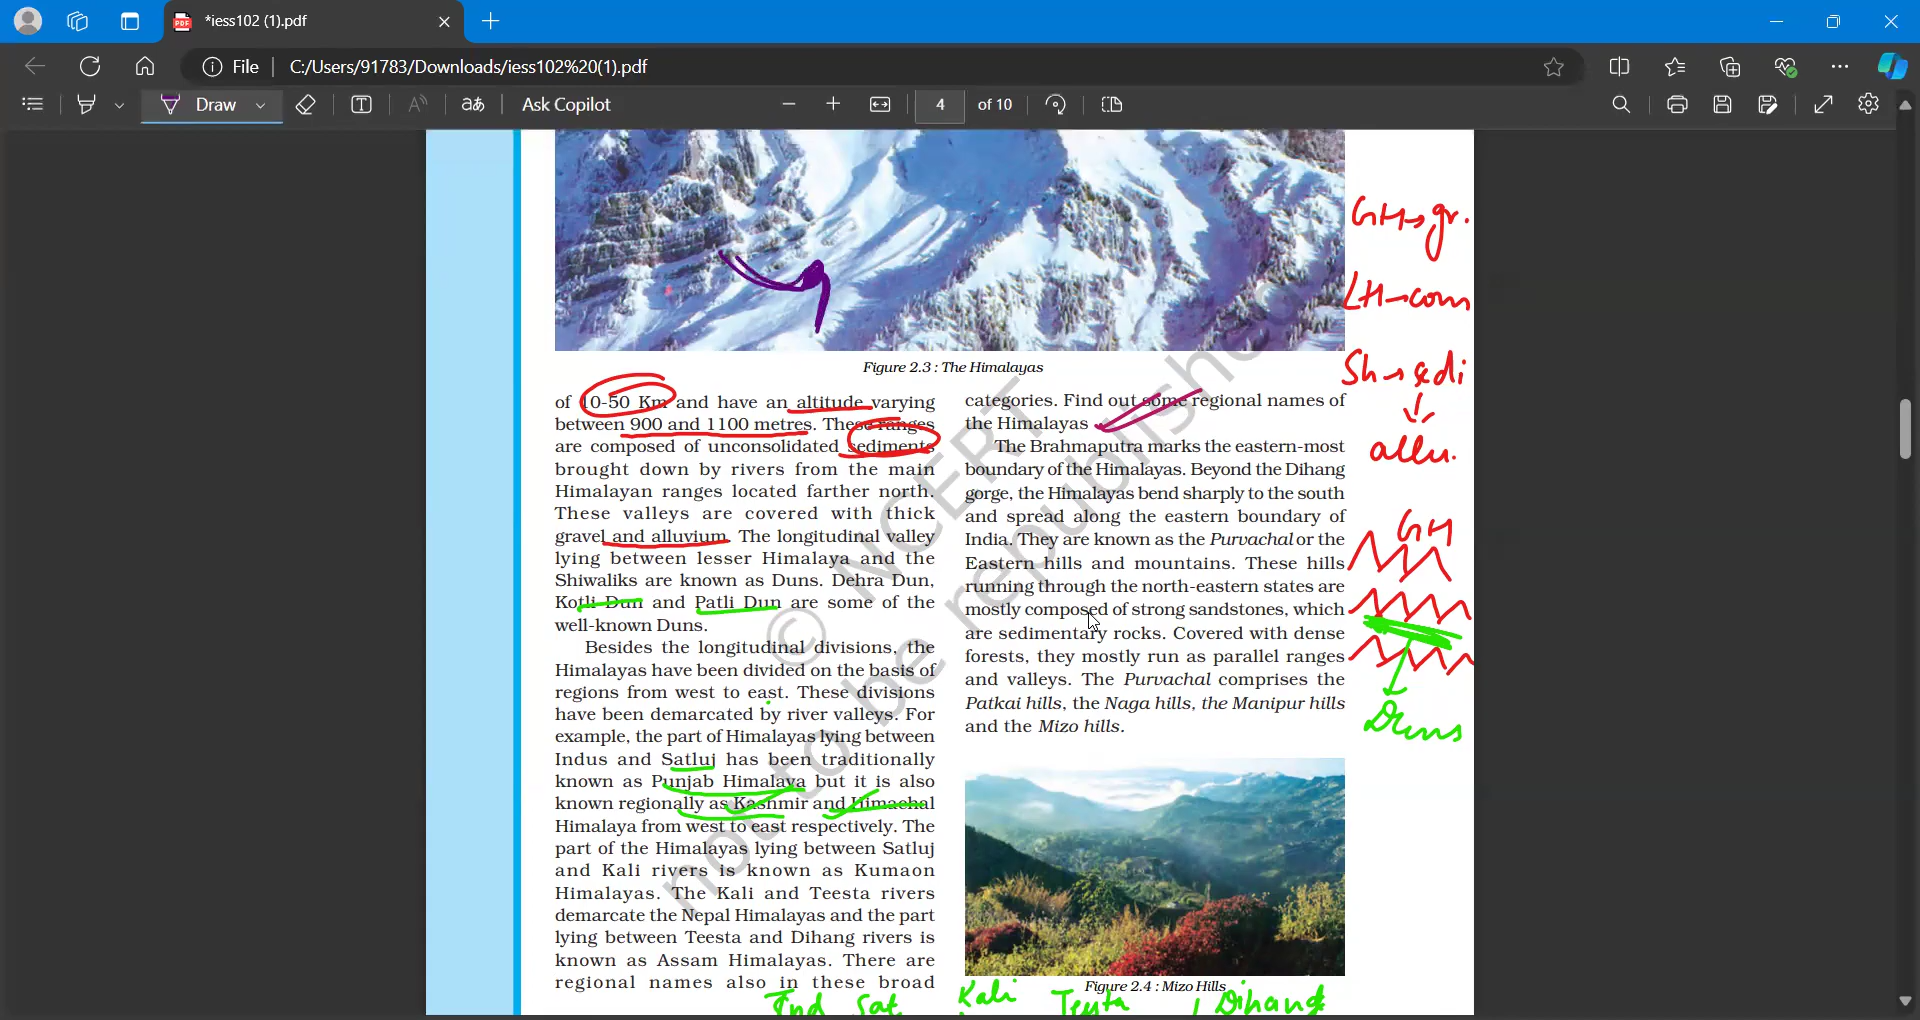 *iess102 (1).pdf
File
C:/Users/91783/Downloads/iess102%20(1).pdf
Draw
aあ
Ask Copilot
4 of 10
Figure 2.3 : The Himalayas
of 10-50 Km and have an altitude varying
between 900 and 1100 metres. These ranges
are composed of unconsolidated sediments
brought down by rivers from the main
Himalayan ranges located farther north.
These valleys are covered with thick
gravel and alluvium. The longitudinal valley
lying between lesser Himalaya and the
Shiwaliks are known as Duns. Dehra Dun,
Kotli Dun and Patli Dun are some of the
well-known Duns.
Besides the longitudinal divisions, the
Himalayas have been divided on the basis of
regions from west to east. These divisions
have been demarcated by river valleys. For
example, the part of Himalayas lying between
Indus and Satluj has been traditionally
known as Punjab Himalaya but it is also
known regionally as Kashmir and Himachal
Himalaya from west to east respectively. The
part of the Himalayas lying between Satluj
and Kali rivers is known as Kumaon
Himalayas. The Kali and Teesta rivers
demarcate the Nepal Himalayas and the part
lying between Teesta and Dihang rivers is
known as Assam Himalayas. There are
regional names also in these broad
categories. Find out some regional names of
the Himalayas
The Brahmaputra marks the eastern-most
boundary of the Himalayas. Beyond the Dihang
gorge, the Himalayas bend sharply to the south
and spread along the eastern boundary of
India. They are known as the Purvachal or the
Eastern hills and mountains. These hills
running through the north-eastern states are
mostly composed of strong sandstones, which
are sedimentary rocks. Covered with dense
forests, they mostly run as parallel ranges
and valleys. The Purvachal comprises the
Patkai hills, the Naga hills, the Manipur hills
and the Mizo hills.
Figure 2.4 : Mizo Hills
© NCERT
not to be republished
GH→gr.
LH→com
Sh→sedi
allu.
GH
Duns
Ind Sat Kali Teesta Dihang